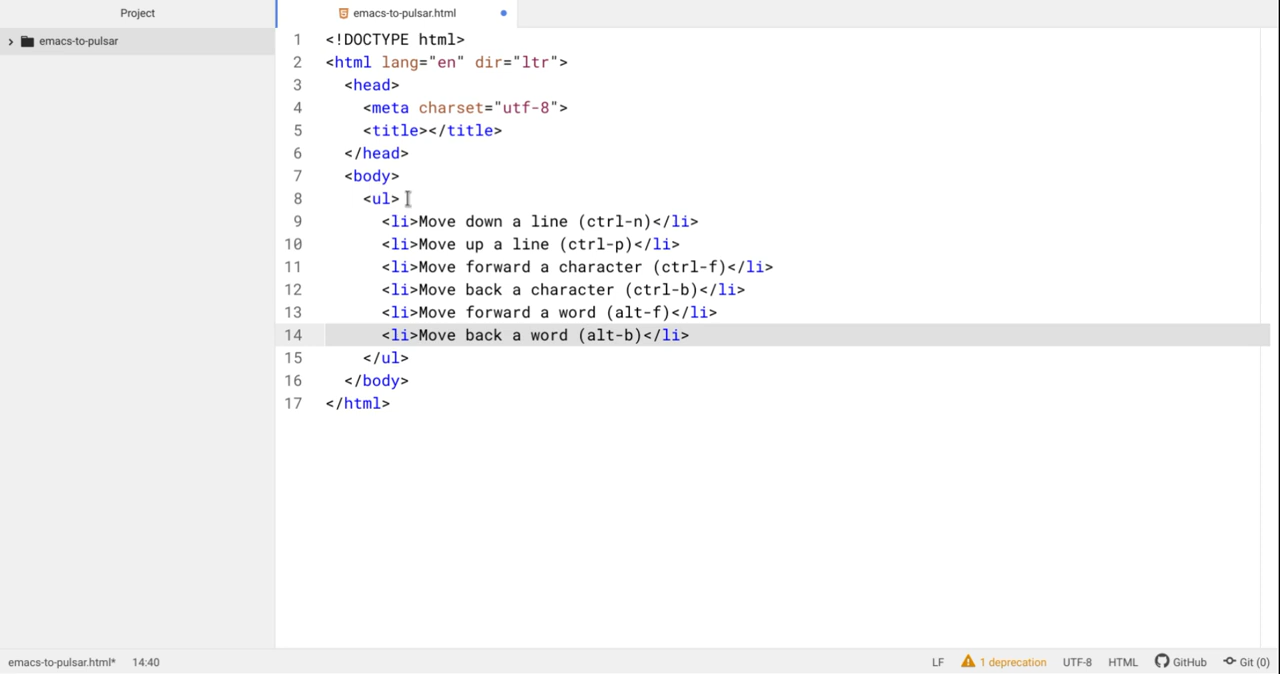 Project
emacs-to-pulsar.html
emacs-to-pulsar
1 <!DOCTYPE html>
2 <html lang="en" dir="ltr">
3 <head>
4 <meta charset="utf-8">
5 <title></title>
6 </head>
7 <body>
8 <ul>
9 <li>Move down a line (ctrl-n)</li>
10 <li>Move up a line (ctrl-p)</li>
11 <li>Move forward a character (ctrl-f)</li>
12 <li>Move back a character (ctrl-b)</li>
13 <li>Move forward a word (alt-f)</li>
14 <li>Move back a word (alt-b)</li>
15 </ul>
16 </body>
17 </html>
emacs-to-pulsar.html* 14:40 LF 1 deprecation UTF-8 HTML GitHub Git (0)